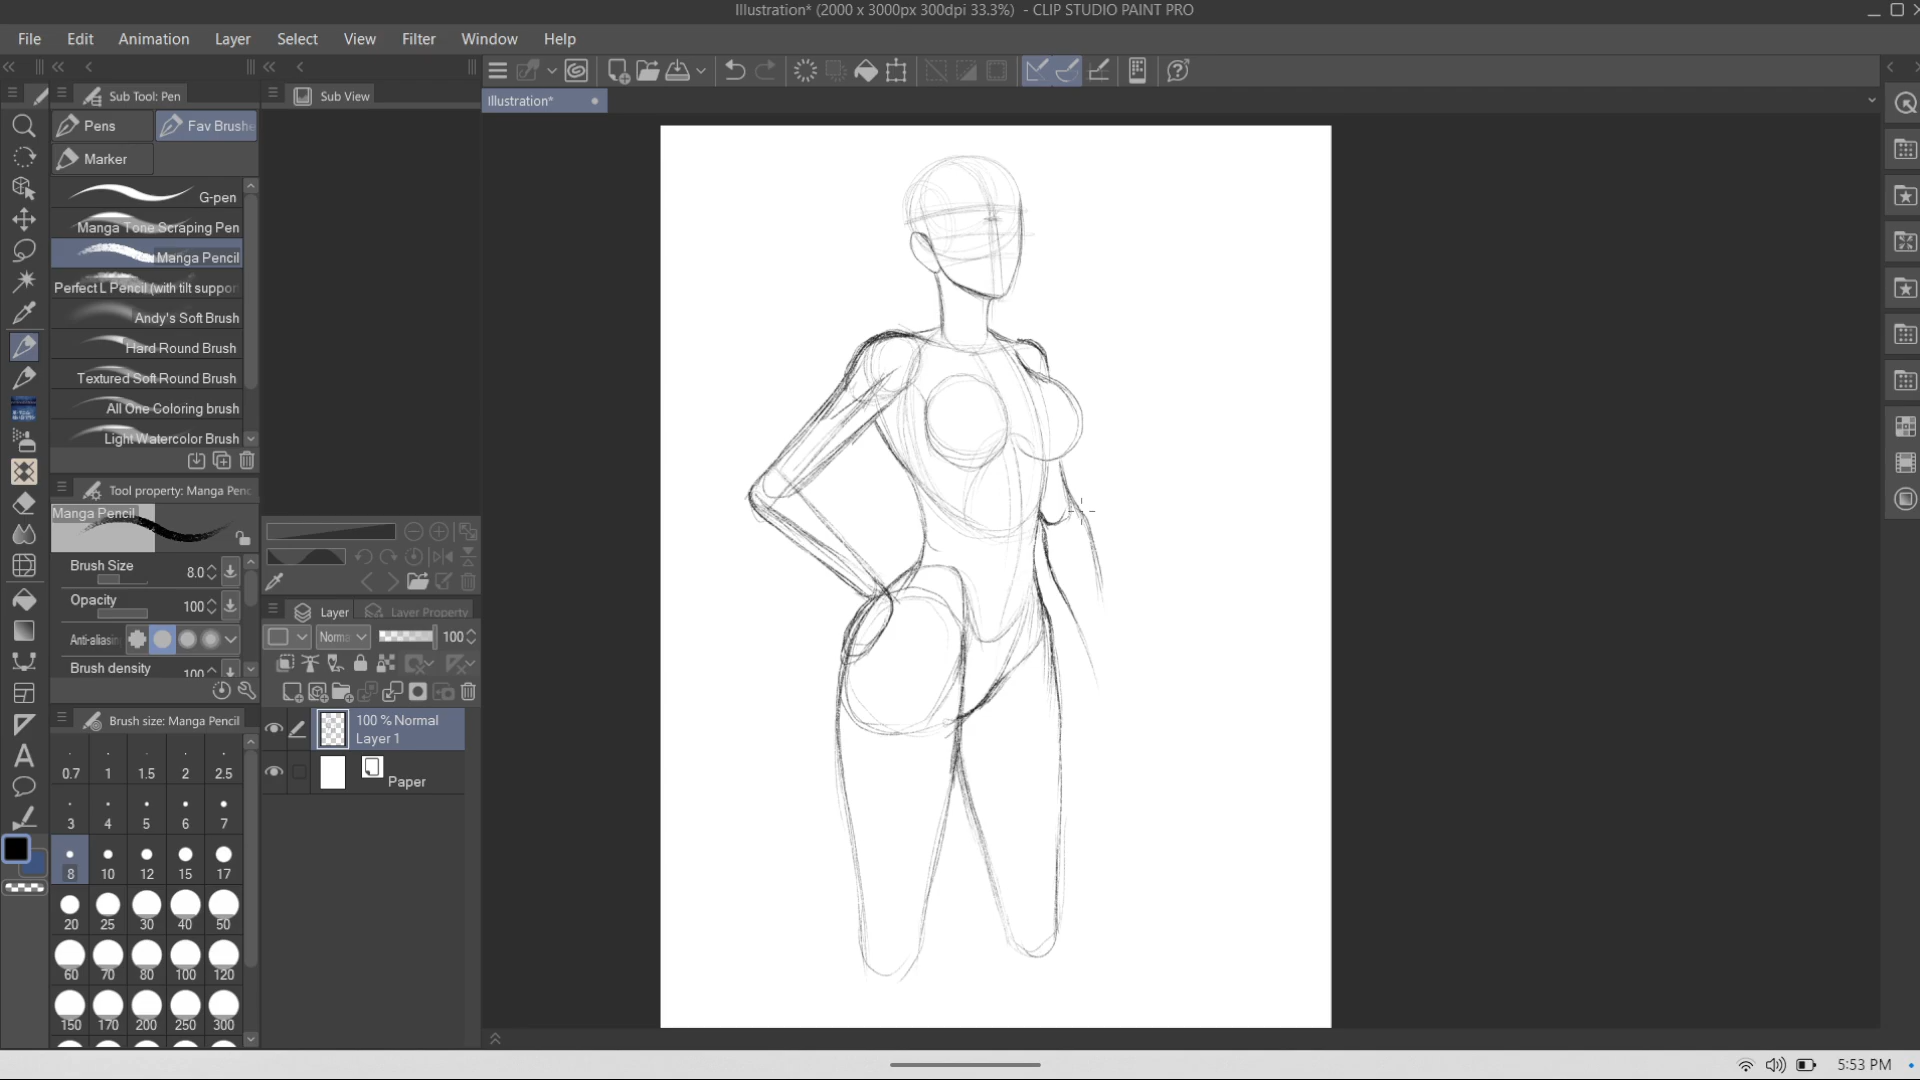 Illustration* (2000 x 3000px 300dpi 33.3%)  - CLIP STUDIO PAINT PRO
File Edit Animation Layer Select View Filter Window Help
Sub Tool: Pen
Sub View
Illustration*
Pens
Fav Brushe
Marker
G-pen
Manga Tone Scraping Pen
Manga Pencil
Perfect L Pencil (with tilt suppor
Andy's Soft Brush
Hard Round Brush
Textured Soft Round Brush
All One Coloring brush
Light Watercolor Brush
Tool property: Manga Penc
Manga Pencil
Brush Size 8.0
Opacity 100
Anti-aliasin
Brush density 100
Brush size: Manga Pencil
0.7 1 1.5 2 2.5
3 4 5 6 7
8 10 12 15 17
20 25 30 40 50
60 70 80 100 120
150 170 200 250 300
Layer Layer Property
Norma 100
100 % Normal
Layer 1
Paper
5:53 PM